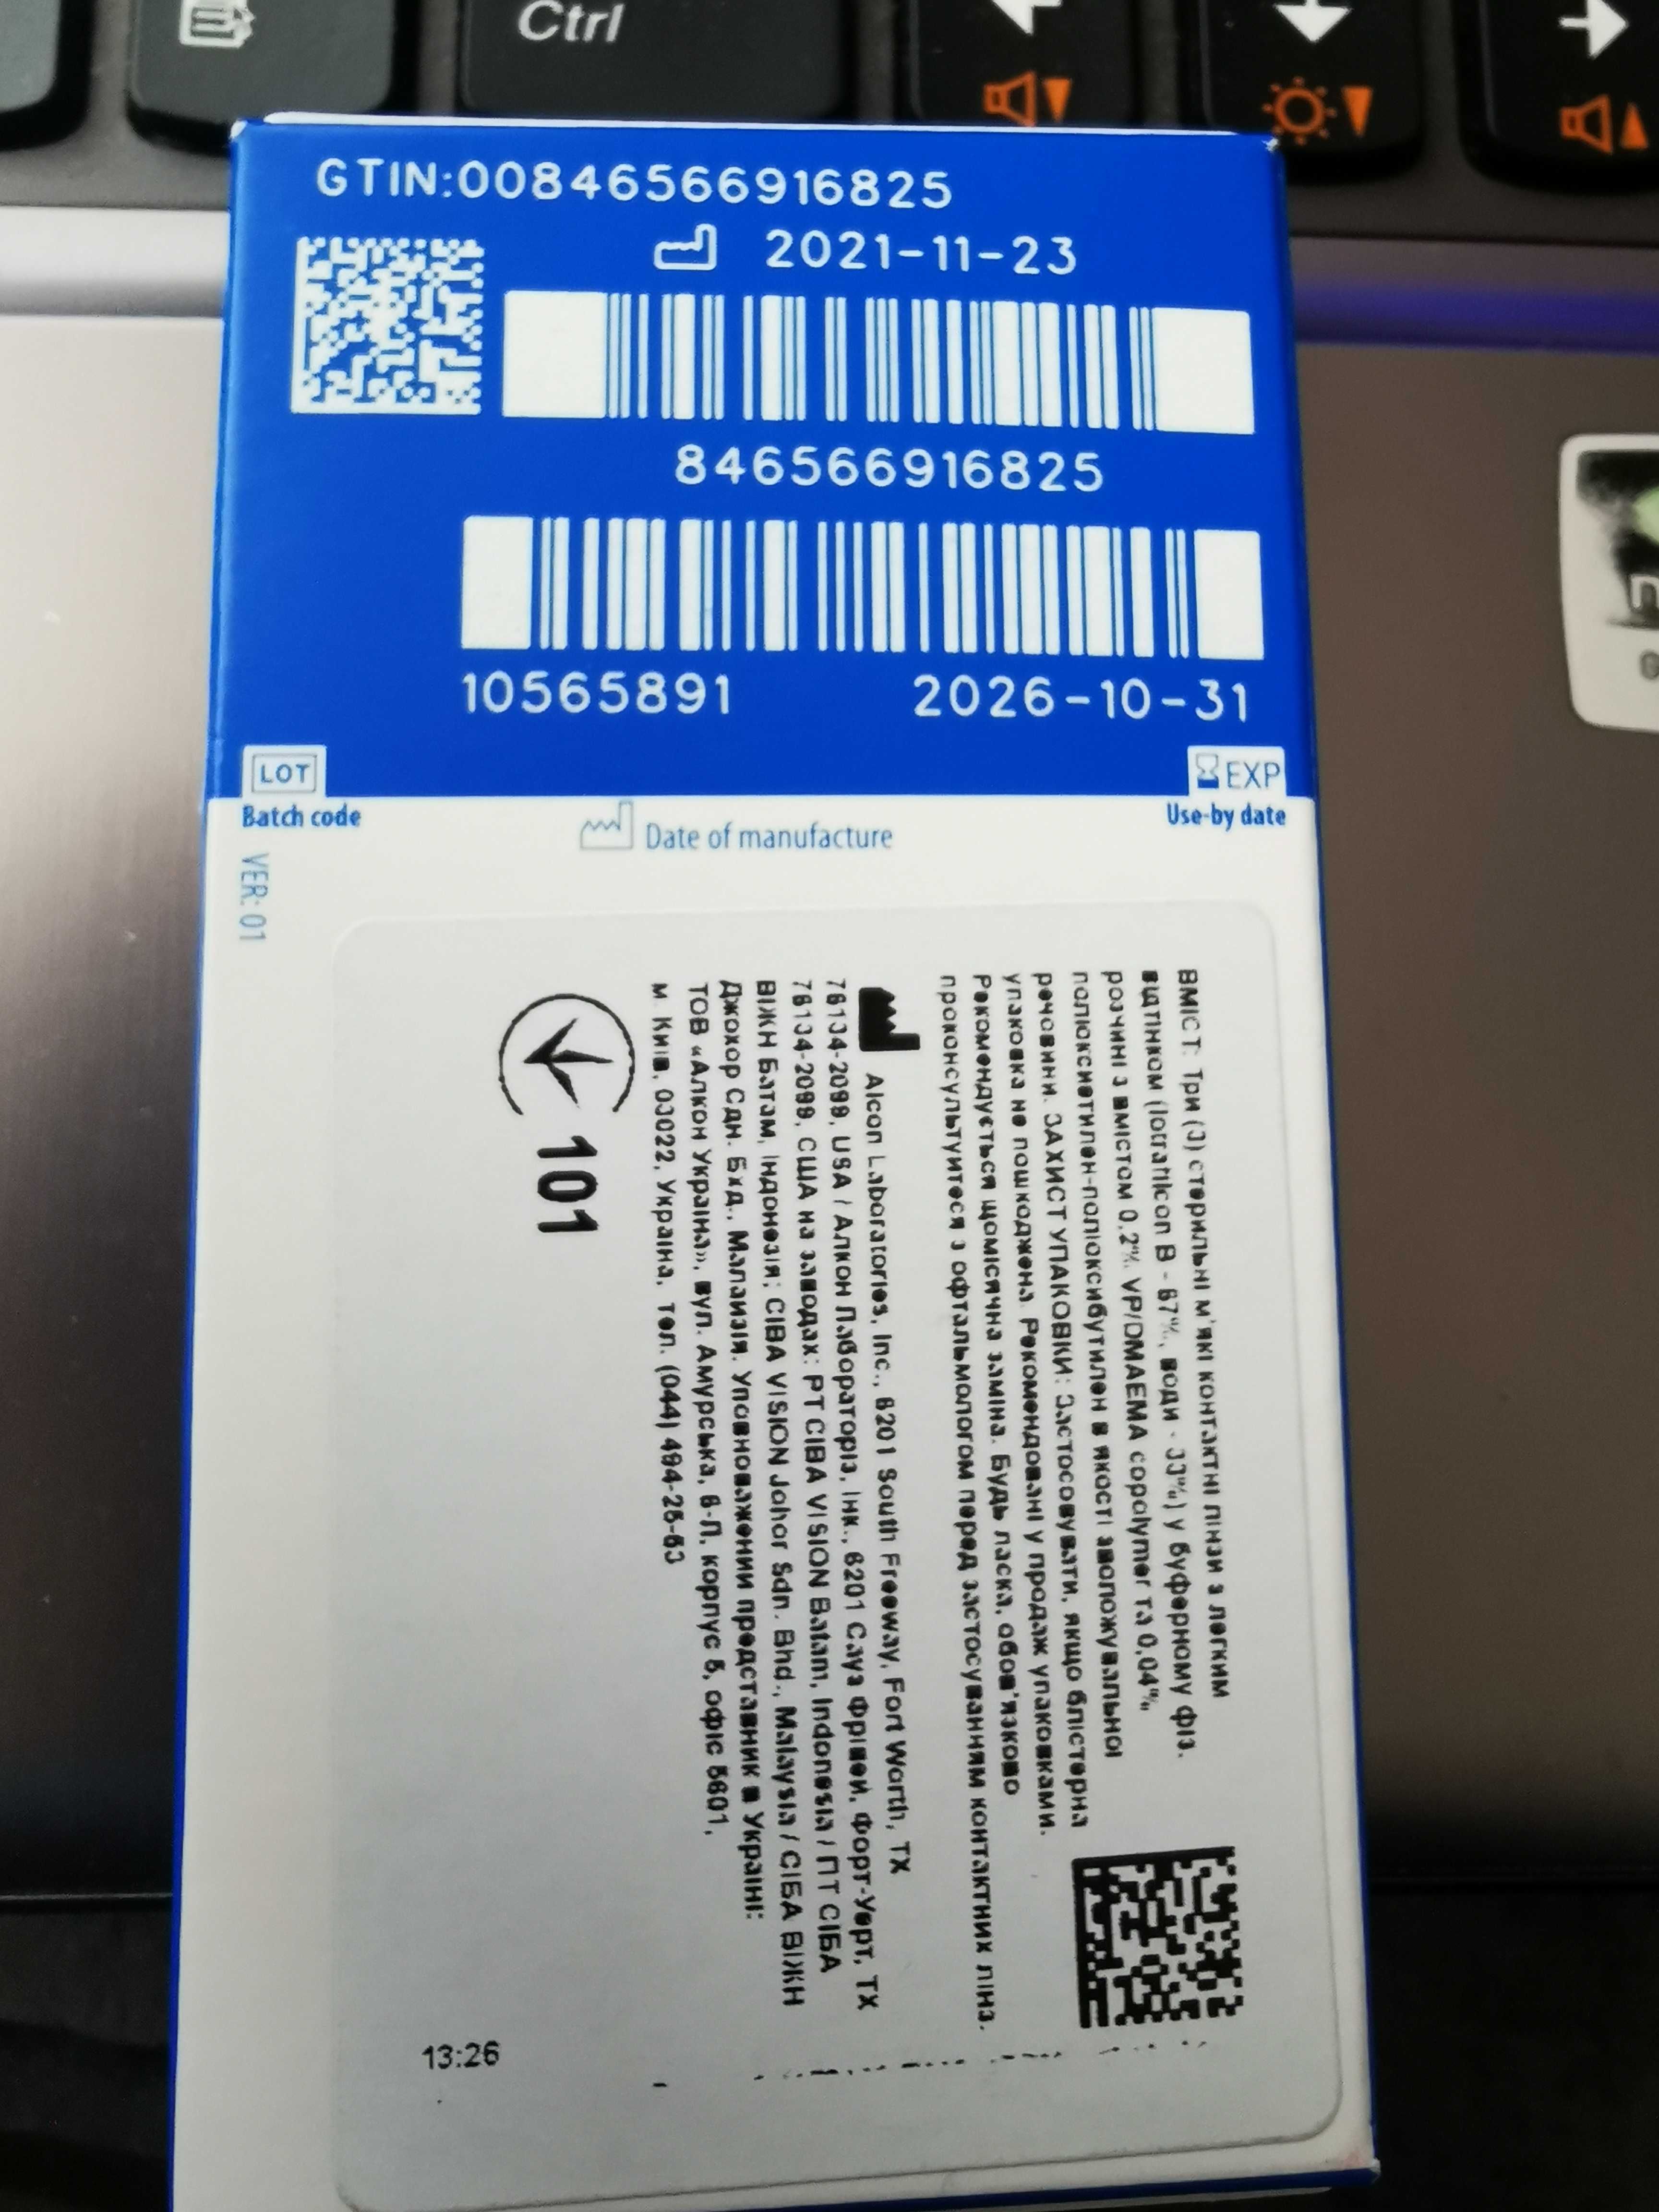 Ctrl
GTIN:00846566916825
2021-11-23
846566916825
10565891 2026-10-31
LOT EXP
Batch code Date of manufacture Use-by date
VER: 01
ВМІСТ: Три (3) стерильні м'які контактні лінзи з легким
відтінком (lotrafilcon B - 67%, води - 33%) у буферному фіз.
розчині з вмістом 0,2% VP/DMAEMA copolymer та 0,04%
поліоксиетилен-поліоксибутилен в якості зволожувальної
речовини. ЗАХИСТ УПАКОВКИ: Застосовувати, якщо блістерна
упаковка не пошкоджена. Рекомендовані у продаж упаковками.
Рекомендується щомісячна заміна. Будь ласка, обов'язково
проконсультуйтеся з офтальмологом перед застосуванням контактних лінз.
Alcon Laboratories, Inc., 6201 South Freeway, Fort Worth, TX
76134-2099, USA / Алкон Лабораторіз, Інк., 6201 Сауз Фрівей, Форт-Уерт, TX
76134-2099, США на заводах: PT CIBA VISION Batam, Indonesia / ПТ СІБА
ВІЖН Батам, Індонезія; CIBA VISION Johor Sdn. Bhd., Malaysia / СІБА ВІЖН
Джохор Сдн. Бхд., Малайзія. Уповноважений представник в Україні:
ТОВ «Алкон Україна», вул. Амурська, 6-Л, корпус 5, офіс 5601,
м. Київ, 03022, Україна, тел. (044) 494-25-53
101
13:26